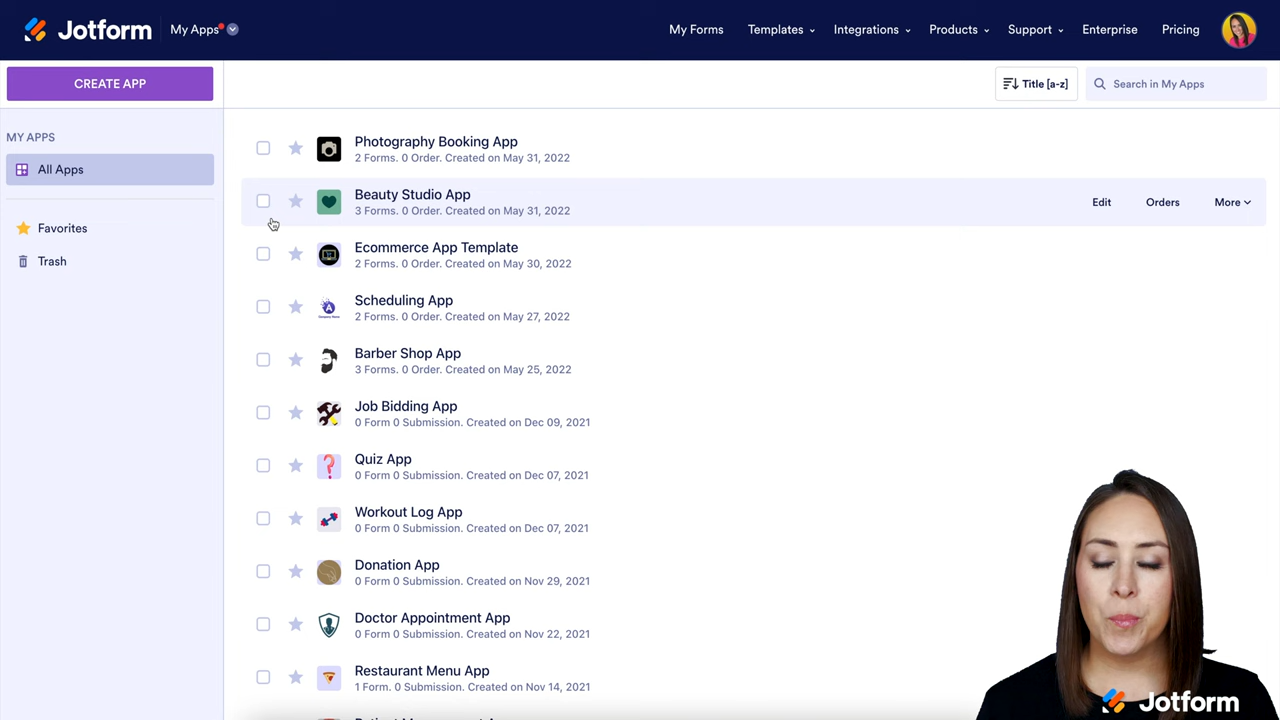 Jotform
My Apps
My Forms
Templates
Integrations
Products
Support
Enterprise
Pricing
CREATE APP
Title [a-z]
Search in My Apps
MY APPS
All Apps
Favorites
Trash
Photography Booking App
2 Forms. 0 Order. Created on May 31, 2022
Beauty Studio App
3 Forms. 0 Order. Created on May 31, 2022
Edit
Orders
More
Ecommerce App Template
2 Forms. 0 Order. Created on May 30, 2022
Scheduling App
2 Forms. 0 Order. Created on May 27, 2022
Barber Shop App
3 Forms. 0 Order. Created on May 25, 2022
Job Bidding App
0 Form 0 Submission. Created on Dec 09, 2021
Quiz App
0 Form 0 Submission. Created on Dec 07, 2021
Workout Log App
0 Form 0 Submission. Created on Dec 07, 2021
Donation App
0 Form 0 Submission. Created on Nov 29, 2021
Doctor Appointment App
0 Form 0 Submission. Created on Nov 22, 2021
Restaurant Menu App
1 Form. 0 Submission. Created on Nov 14, 2021
Jotform